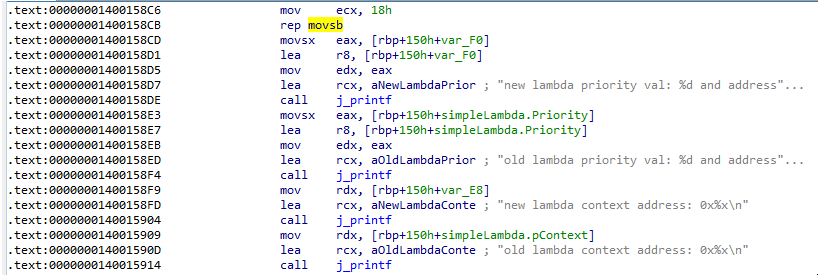 .text:00000001400158C6 mov ecx, 18h
.text:00000001400158CB rep movsb
.text:00000001400158CD movsx eax, [rbp+150h+var_F0]
.text:00000001400158D1 lea r8, [rbp+150h+var_F0]
.text:00000001400158D5 mov edx, eax
.text:00000001400158D7 lea rcx, aNewLambdaPrior ; "new lambda priority val: %d and address"...
.text:00000001400158DE call j_printf
.text:00000001400158E3 movsx eax, [rbp+150h+simpleLambda.Priority]
.text:00000001400158E7 lea r8, [rbp+150h+simpleLambda.Priority]
.text:00000001400158EB mov edx, eax
.text:00000001400158ED lea rcx, aOldLambdaPrior ; "old lambda priority val: %d and address"...
.text:00000001400158F4 call j_printf
.text:00000001400158F9 mov rdx, [rbp+150h+var_E8]
.text:00000001400158FD lea rcx, aNewLambdaConte ; "new lambda context address: 0x%x\n"
.text:0000000140015904 call j_printf
.text:0000000140015909 mov rdx, [rbp+150h+simpleLambda.pContext]
.text:000000014001590D lea rcx, aOldLambdaConte ; "old lambda context address: 0x%x\n"
.text:0000000140015914 call j_printf